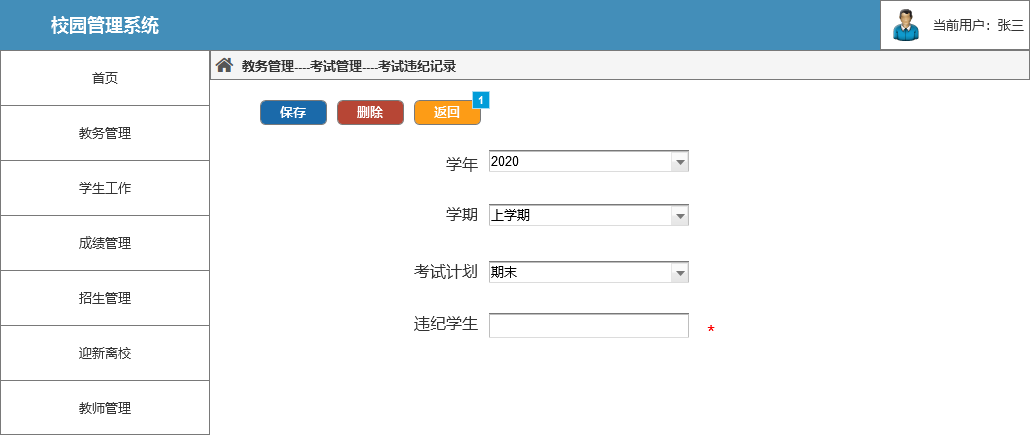 校园管理系统
当前用户：张三
首页
教务管理
学生工作
成绩管理
招生管理
迎新离校
教师管理
教务管理----考试管理----考试违纪记录
保存 删除 返回 1
学年 2020
学期 上学期
考试计划 期末
违纪学生 *